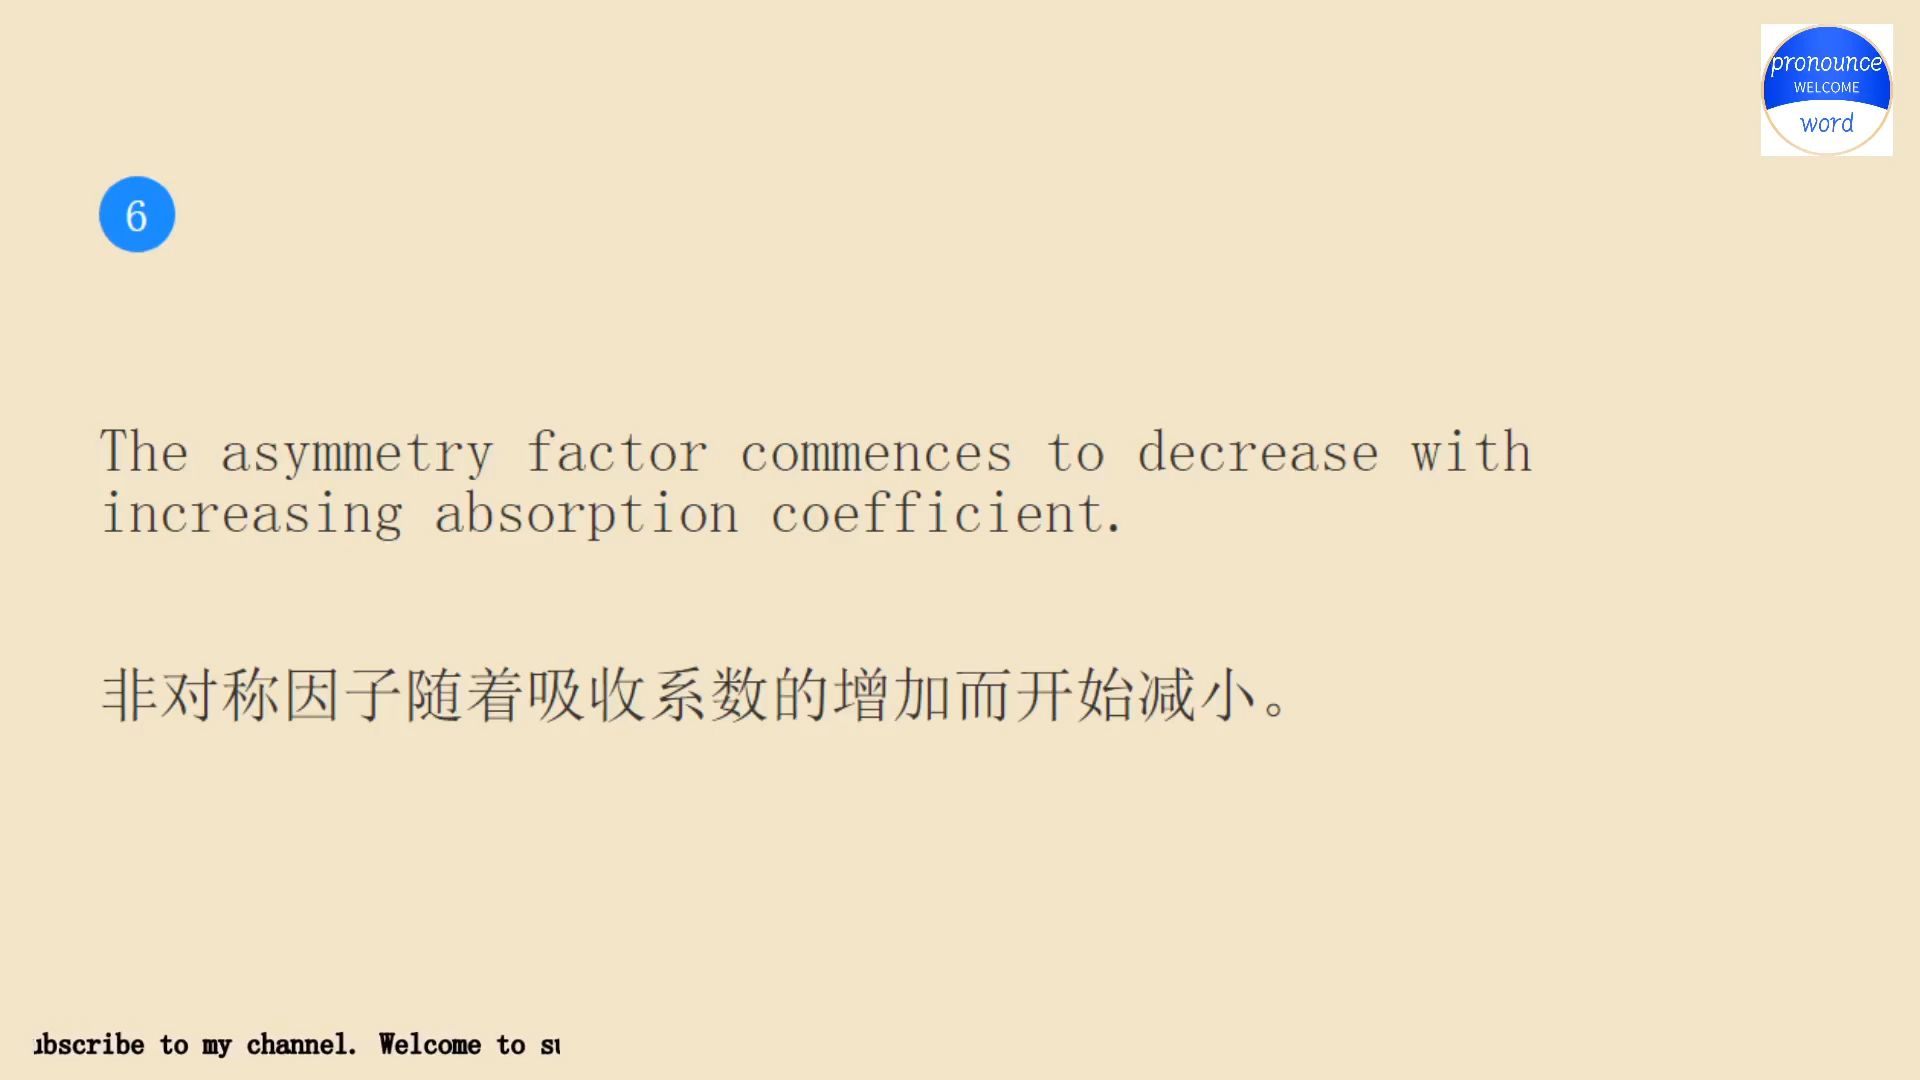 pronounce
WELCOME
word
6
The asymmetry factor commences to decrease with
increasing absorption coefficient.
非对称因子随着吸收系数的增加而开始减小。
ubscribe to my channel. Welcome to su